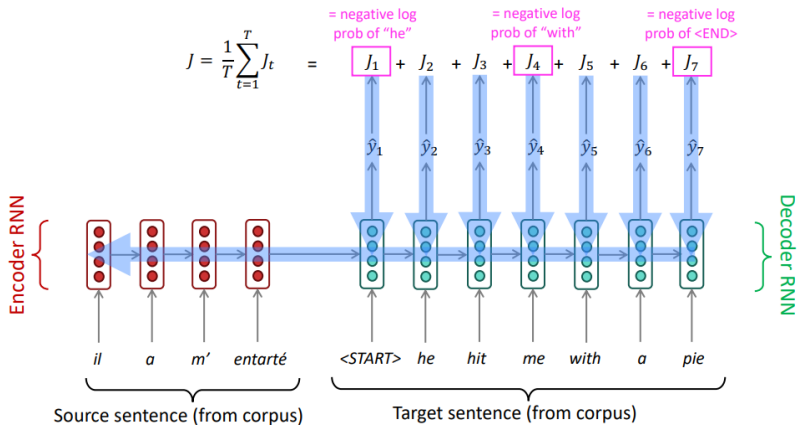 = negative log
prob of "he"
= negative log
prob of "with"
= negative log
prob of <END>
J = 1/T ∑_{t=1}^{T} J_t = J_1 + J_2 + J_3 + J_4 + J_5 + J_6 + J_7
ŷ_1 ŷ_2 ŷ_3 ŷ_4 ŷ_5 ŷ_6 ŷ_7
Encoder RNN
Decoder RNN
il a m' entarté <START> he hit me with a pie
Source sentence (from corpus) Target sentence (from corpus)